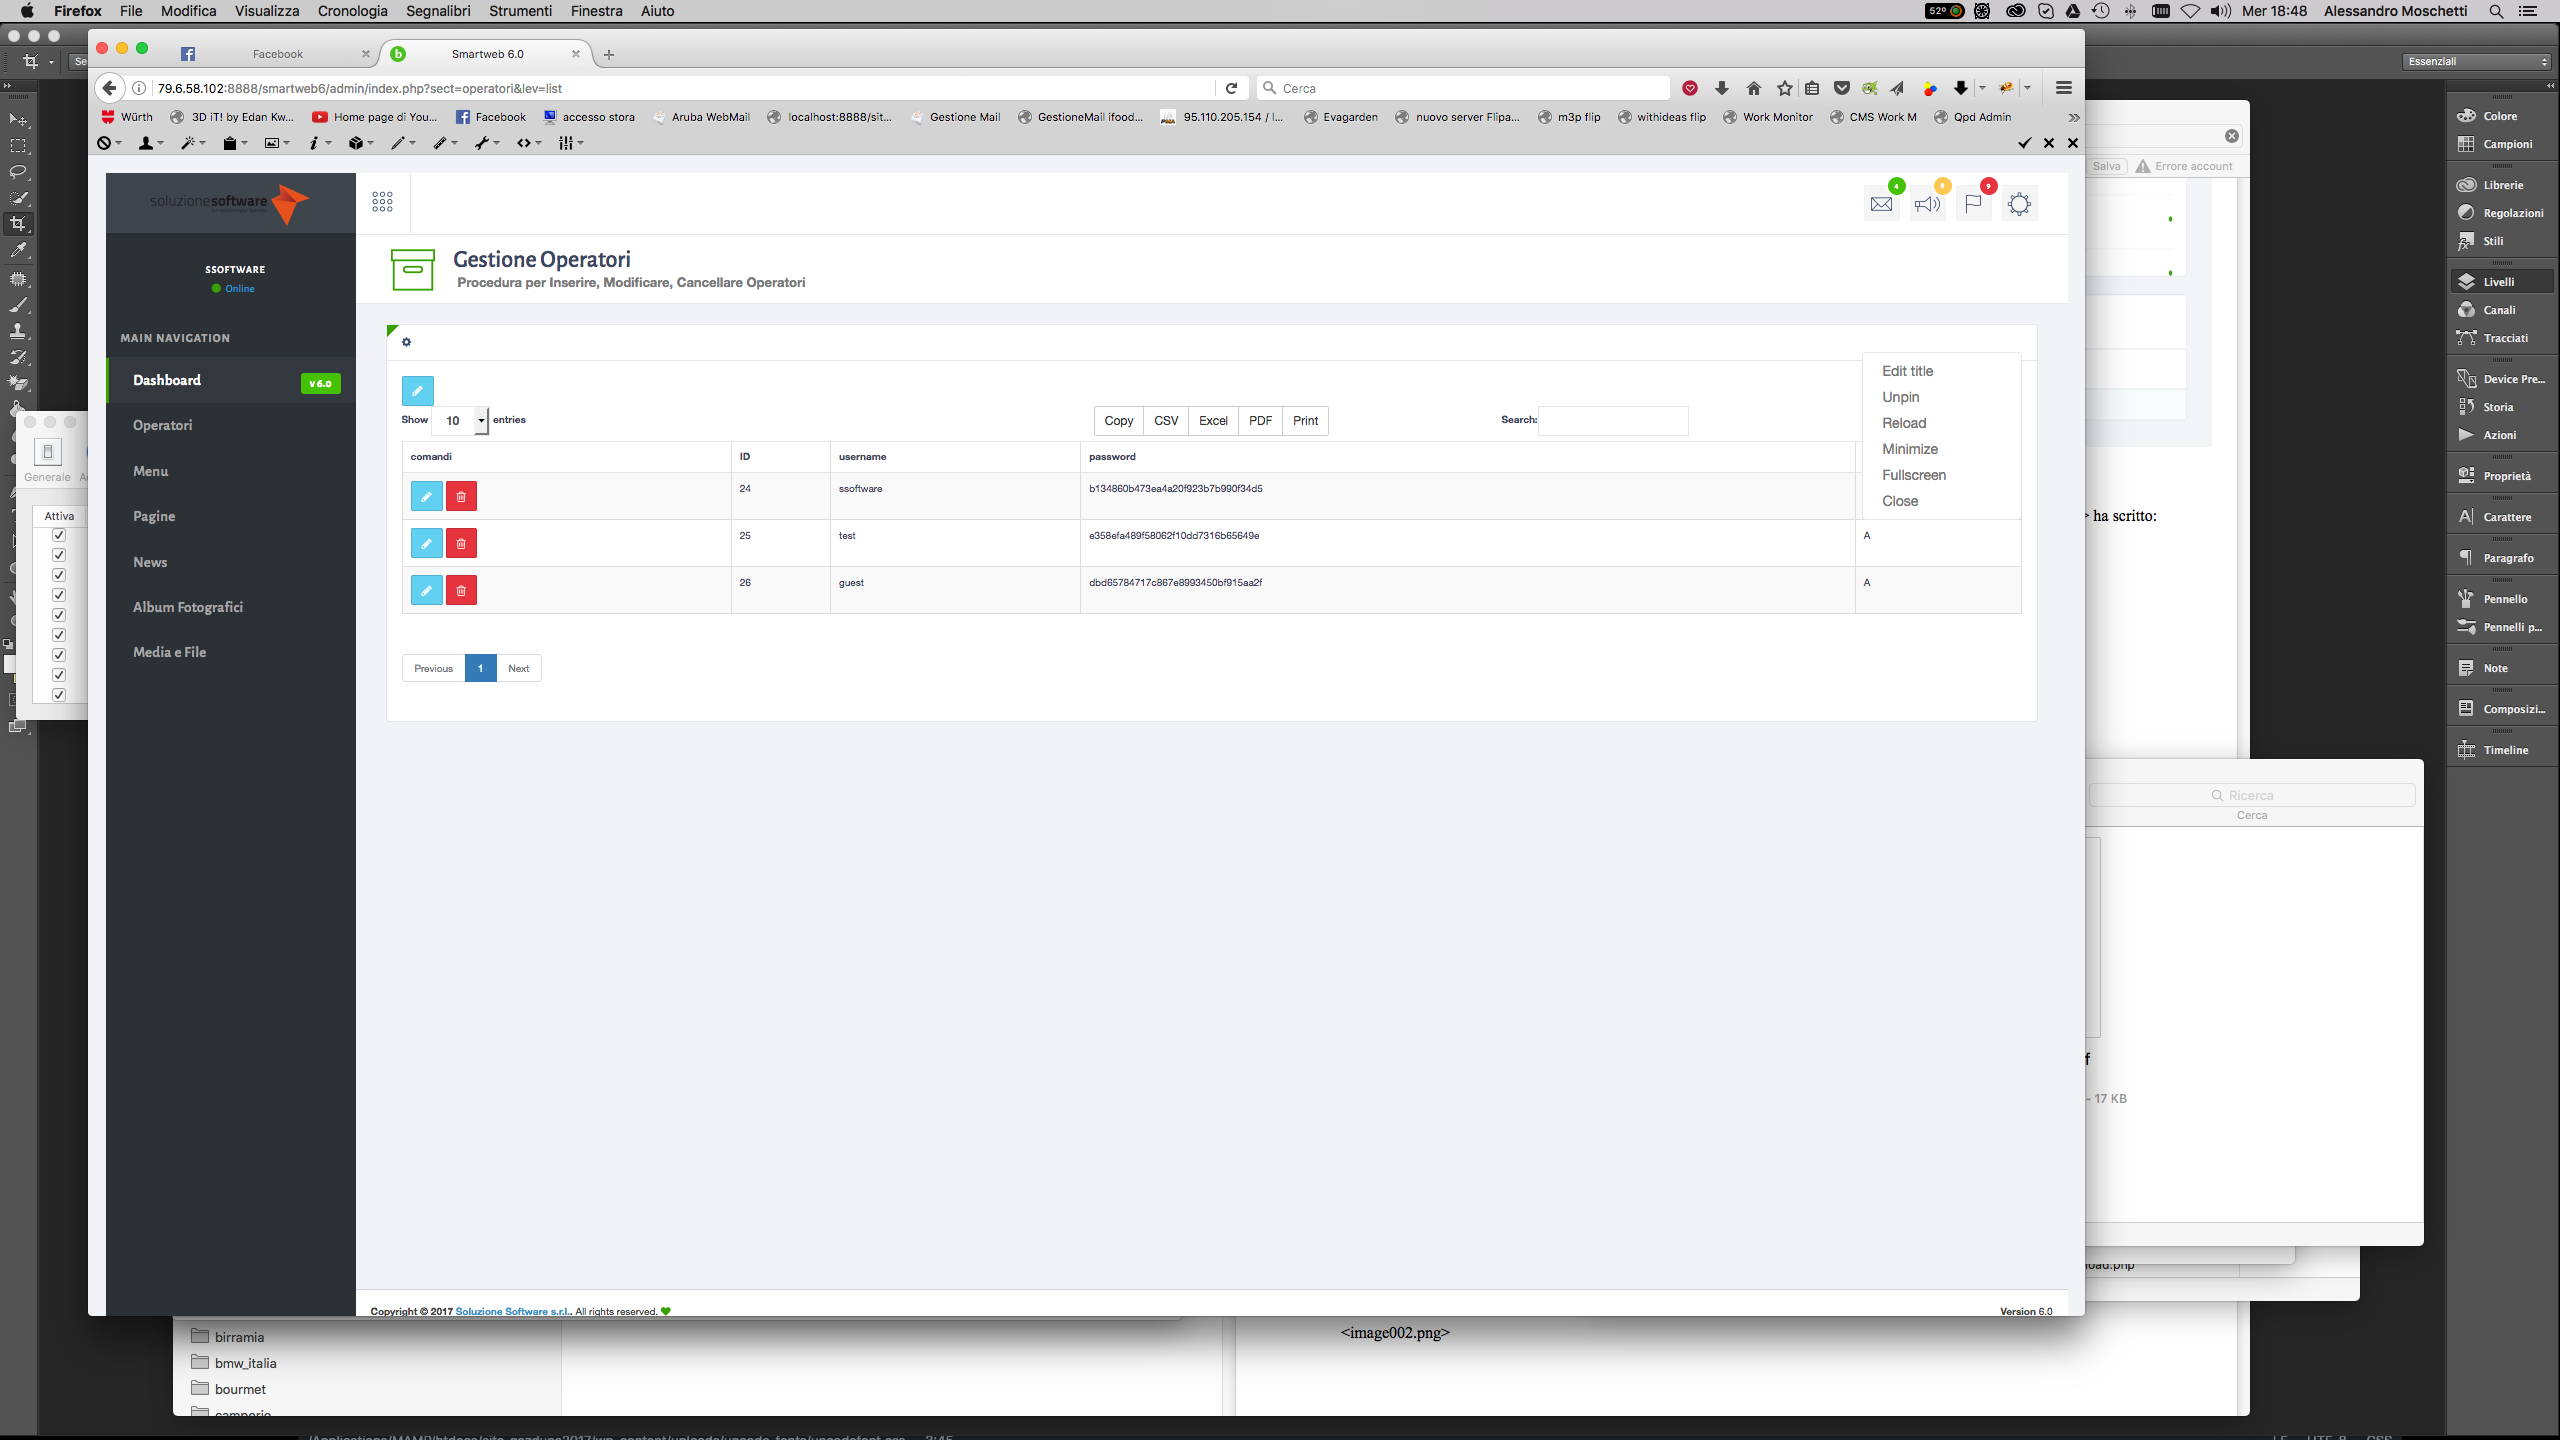 Firefox File Modifica Visualizza Cronologia Segnalibri Strumenti Finestra Aiuto
52° Mer 18:48 Alessandro Moschetti
Essenziali
Facebook
Smartweb 6.0
79.6.58.102:8888/smartweb6/admin/index.php?sect=operatori&lev=list
Cerca
Würth 3D iT! by Edan Kw... Home page di You... Facebook accesso stora Aruba WebMail localhost:8888/sit... Gestione Mail GestioneMail ifood... 95.110.205.154 / l... Evagarden nuovo server Flipa... m3p flip withideas flip Work Monitor CMS Work M Qpd Admin
soluzionesoftware
SSOFTWARE
Online
MAIN NAVIGATION
Dashboard v 6.0
Operatori
Menu
Pagine
News
Album Fotografici
Media e File
4
8
9
Gestione Operatori
Procedura per Inserire, Modificare, Cancellare Operatori
Edit title
Unpin
Reload
Minimize
Fullscreen
Close
Show 10 entries
Copy CSV Excel PDF Print
Search:
comandi ID username password
24 ssoftware b134860b473ea4a20f923b7b990f34d5
25 test e358efa489f58062f10dd7316b65649e A
26 guest dbd65784717c867e8993450bf915aa2f A
Previous 1 Next
Copyright © 2017 Soluzione Software s.r.l.. All rights reserved.
Version 6.0
Generale
Attiva
Salva Errore account
> ha scritto:
Ricerca
Cerca
f
- 17 KB
oad.php
<image002.png>
birramia
bmw_italia
bourmet
Colore
Campioni
Librerie
Regolazioni
Stili
Livelli
Canali
Tracciati
Device Pre...
Storia
Azioni
Proprietà
Carattere
Paragrafo
Pennello
Pennelli p...
Note
Composizi...
Timeline